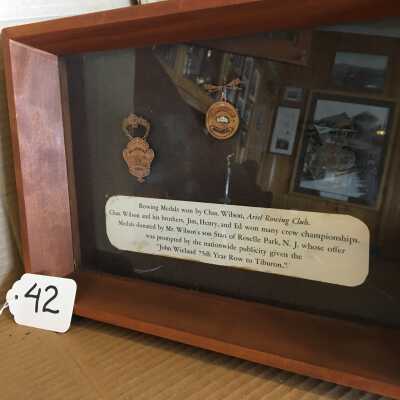 Rowing Medals won by Chas. Wilson, Ariel Rowing Club.
Chas. Wilson and his brothers, Jim, Henry, and Ed won many crew championships.
Medals donated by Mr. Wilson's son Stan of Roselle Park, N. J. whose offer
was prompted by the nationwide publicity given the
"John Wieland 75th Year Row to Tiburon."
42